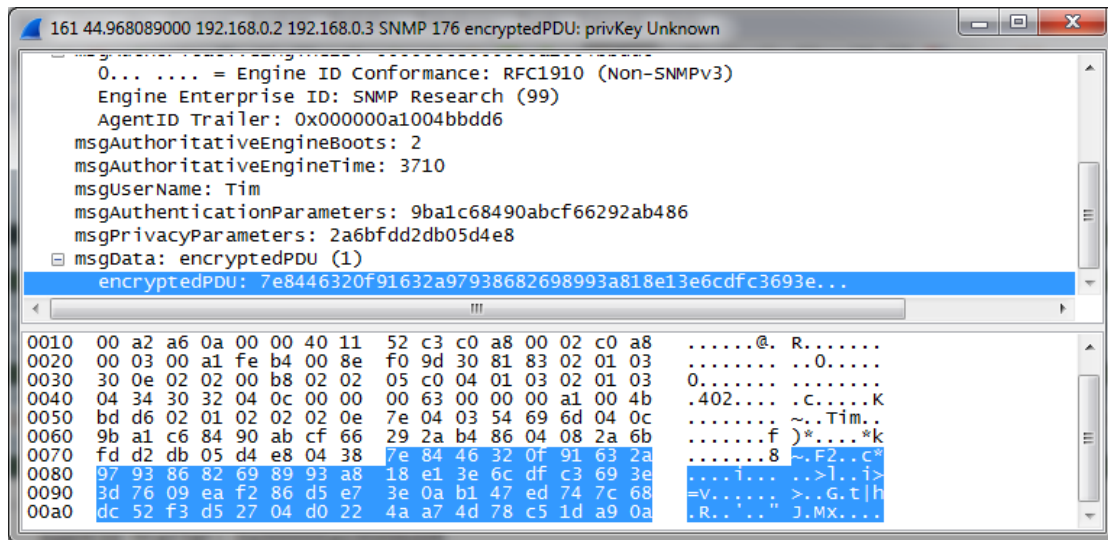 161 44.968089000 192.168.0.2 192.168.0.3 SNMP 176 encryptedPDU: privKey Unknown
0... .... = Engine ID Conformance: RFC1910 (Non-SNMPv3)
Engine Enterprise ID: SNMP Research (99)
AgentID Trailer: 0x000000a1004bbdd6
msgAuthoritativeEngineBoots: 2
msgAuthoritativeEngineTime: 3710
msgUserName: Tim
msgAuthenticationParameters: 9ba1c68490abcf66292ab486
msgPrivacyParameters: 2a6bfdd2db05d4e8
msgData: encryptedPDU (1)
encryptedPDU: 7e8446320f91632a97938682698993a818e13e6cdfc3693e...
0010 00 a2 a6 0a 00 00 40 11 52 c3 c0 a8 00 02 c0 a8 ......@. R.......
0020 00 03 00 a1 fe b4 00 8e f0 9d 30 81 83 02 01 03 ........ ..0.....
0030 30 0e 02 02 00 b8 02 02 05 c0 04 01 03 02 01 03 0....... ........
0040 04 34 30 32 04 0c 00 00 00 63 00 00 00 a1 00 4b .402.... .c.....K
0050 bd d6 02 01 02 02 02 0e 7e 04 03 54 69 6d 04 0c ........ ~..Tim..
0060 9b a1 c6 84 90 ab cf 66 29 2a b4 86 04 08 2a 6b .......f )*....*k
0070 fd d2 db 05 d4 e8 04 38 7e 84 46 32 0f 91 63 2a .......8 ~.F2..c*
0080 97 93 86 82 69 89 93 a8 18 e1 3e 6c df c3 69 3e ....i... ..>l..i>
0090 3d 76 09 ea f2 86 d5 e7 3e 0a b1 47 ed 74 7c 68 =v...... >..G.t|h
00a0 dc 52 f3 d5 27 04 d0 22 4a a7 4d 78 c5 1d a9 0a .R..'.." J.Mx....